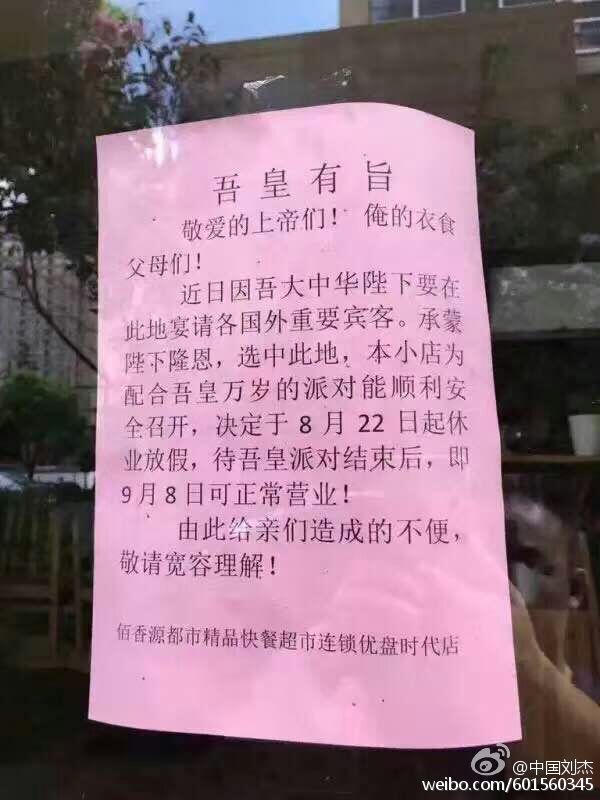 吾皇有旨
敬爱的上帝们！ 俺的衣食
父母们！
近日因吾大中华陛下要在
此地宴请各国外重要宾客。承蒙
陛下隆恩，选中此地，本小店为
配合吾皇万岁的派对能顺利安
全召开，决定于 8 月 22 日起休
业放假，待吾皇派对结束后，即
9 月 8 日可正常营业！
由此给亲们造成的不便，
敬请宽容理解！
佰香源都市精品快餐超市连锁优盘时代店
@中国刘杰
weibo.com/601560345